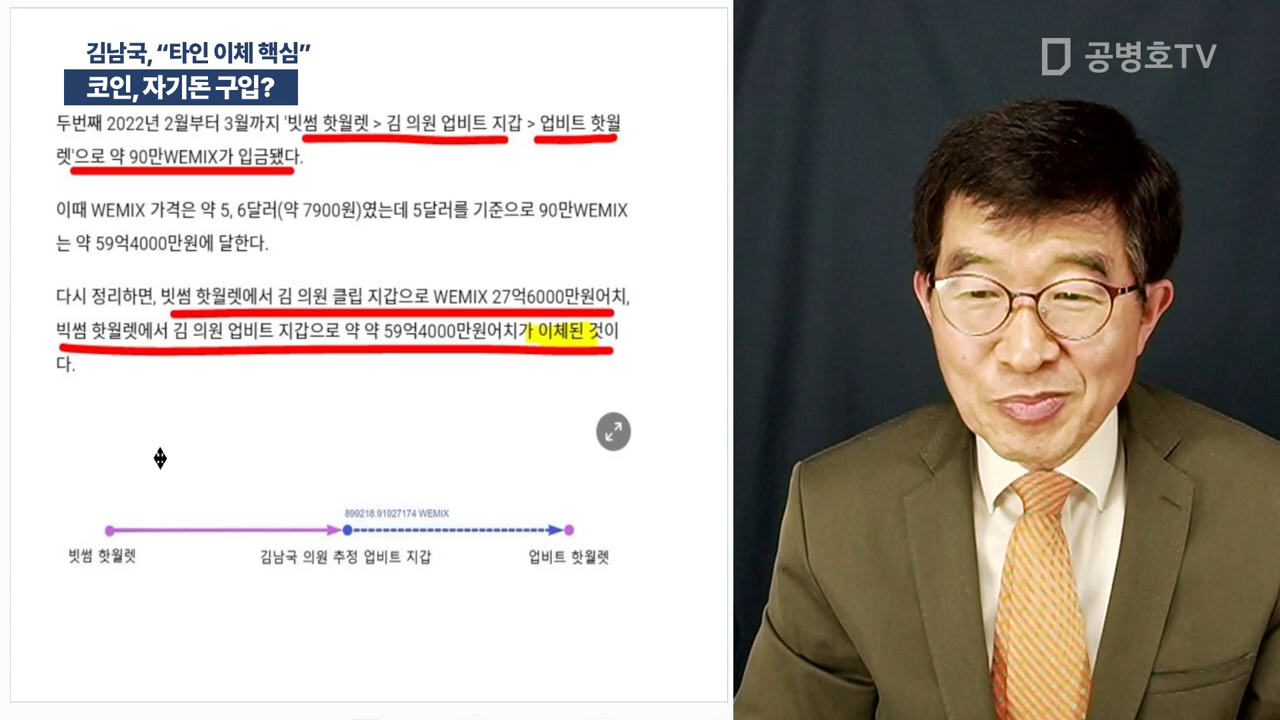 김남국, “타인 이체 핵심”
코인, 자기돈 구입?
공병호TV
두번째 2022년 2월부터 3월까지 '빗썸 핫월렛 > 김 의원 업비트 지갑 > 업비트 핫월
렛'으로 약 90만WEMIX가 입금됐다.
이때 WEMIX 가격은 약 5, 6달러(약 7900원)였는데 5달러를 기준으로 90만WEMIX
는 약 59억4000만원에 달한다.
다시 정리하면, 빗썸 핫월렛에서 김 의원 클립 지갑으로 WEMIX 27억6000만원어치,
빅썸 핫월렛에서 김 의원 업비트 지갑으로 약 약 59억4000만원어치가 이체된 것이
다.
899218.91927174 WEMIX
빗썸 핫월렛
김남국 의원 추정 업비트 지갑
업비트 핫월렛